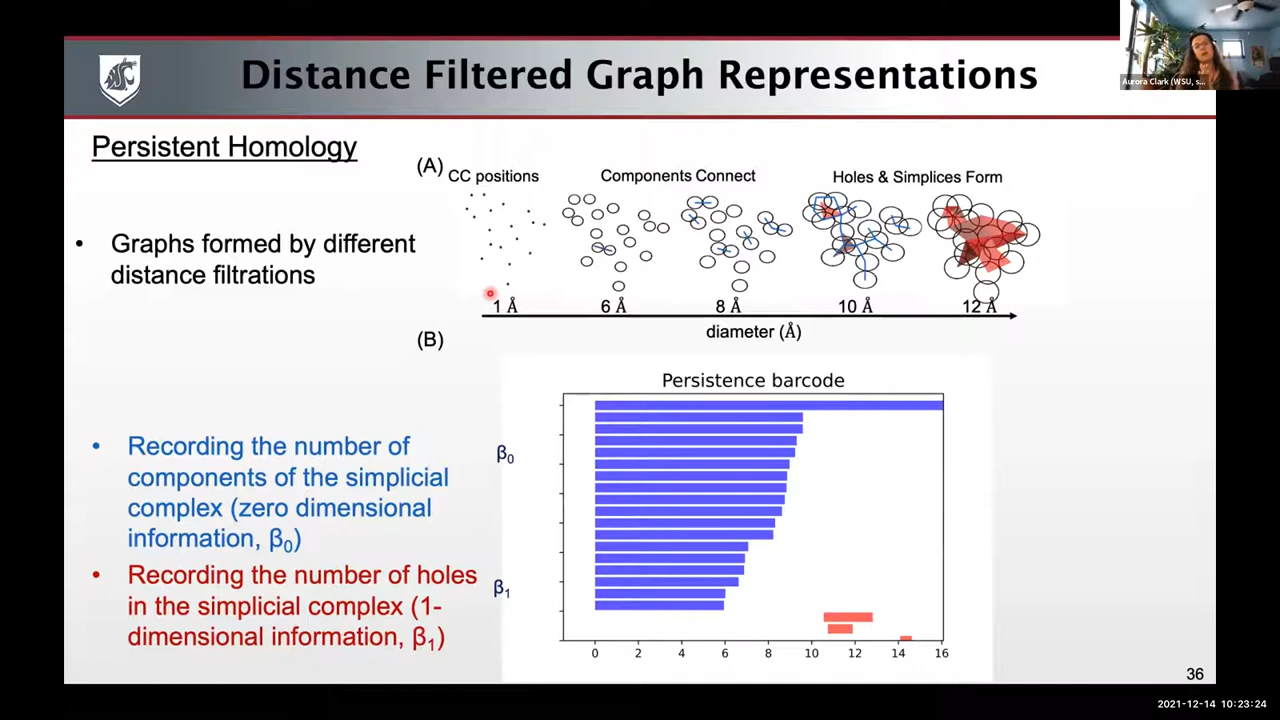 Distance Filtered Graph Representations
Aurora Clark (WSU, s...
Persistent Homology
(A)
CC positions
Components Connect
Holes & Simplices Form
• Graphs formed by different
distance filtrations
1 Å
6 Å
8 Å
10 Å
12 Å
diameter (Å)
(B)
Persistence barcode
β0
β1
0 2 4 6 8 10 12 14 16
• Recording the number of
components of the simplicial
complex (zero dimensional
information, β0)
• Recording the number of holes
in the simplicial complex (1-
dimensional information, β1)
36
2021-12-14 10:23:24